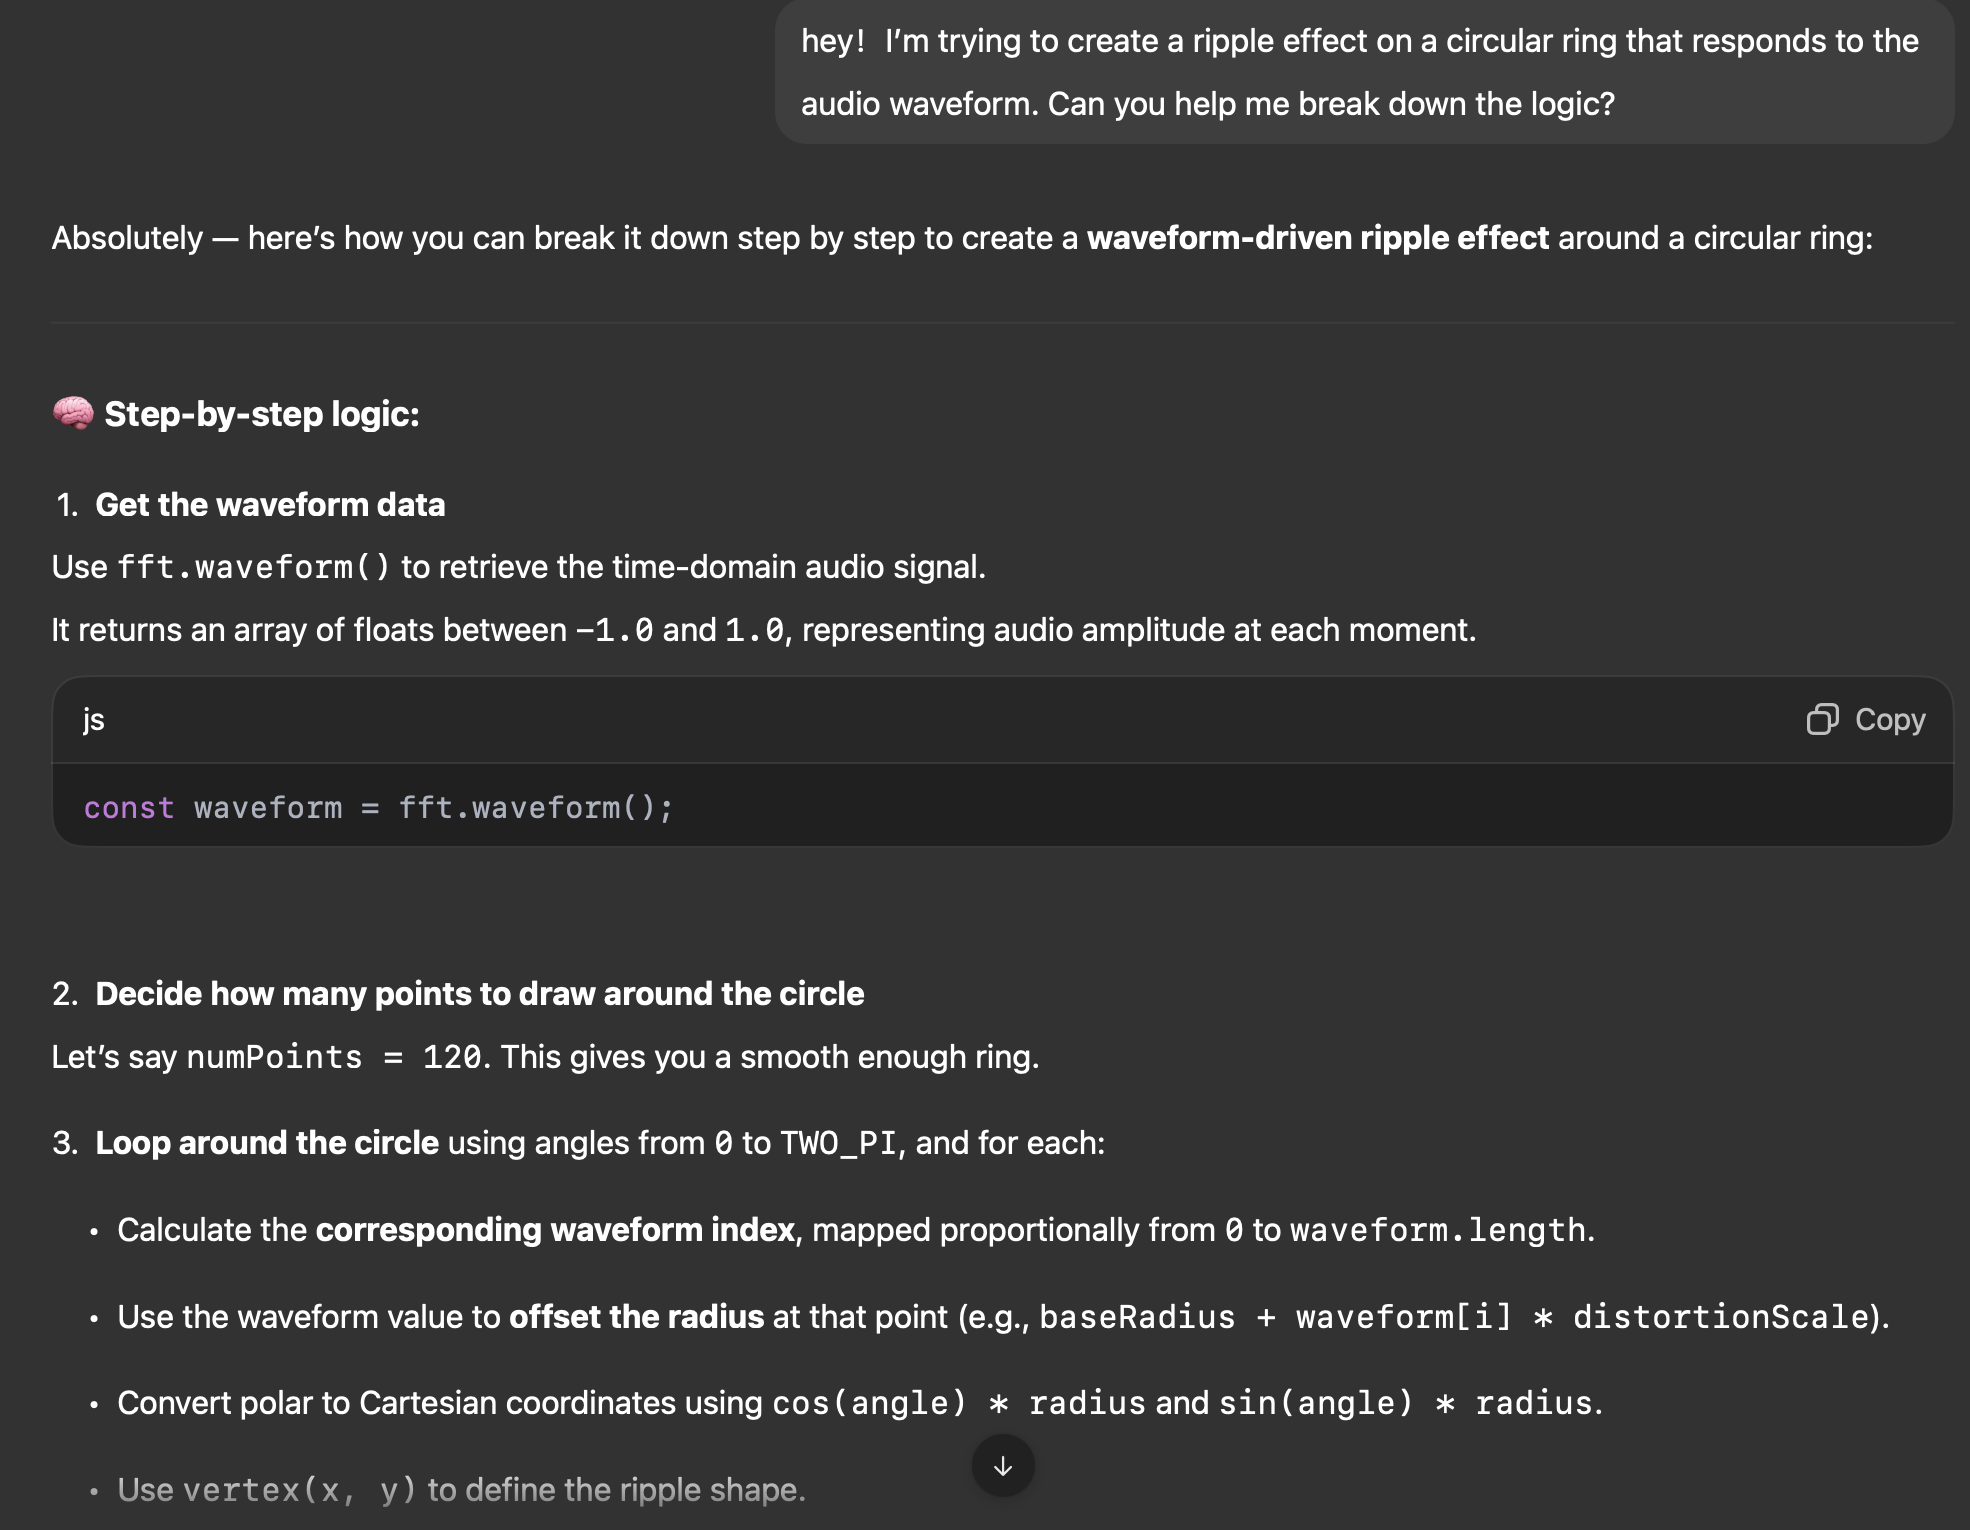 hey!  I’m trying to create a ripple effect on a circular ring that responds to the
audio waveform. Can you help me break down the logic?
Absolutely — here’s how you can break it down step by step to create a waveform-driven ripple effect around a circular ring:
🧠 Step-by-step logic:
1. Get the waveform data
Use fft.waveform() to retrieve the time-domain audio signal.
It returns an array of floats between –1.0 and 1.0, representing audio amplitude at each moment.
js
Copy
const waveform = fft.waveform();
2. Decide how many points to draw around the circle
Let’s say numPoints = 120. This gives you a smooth enough ring.
3. Loop around the circle using angles from 0 to TWO_PI, and for each:
• Calculate the corresponding waveform index, mapped proportionally from 0 to waveform.length.
• Use the waveform value to offset the radius at that point (e.g., baseRadius + waveform[i] * distortionScale).
• Convert polar to Cartesian coordinates using cos(angle) * radius and sin(angle) * radius.
• Use vertex(x, y) to define the ripple shape.